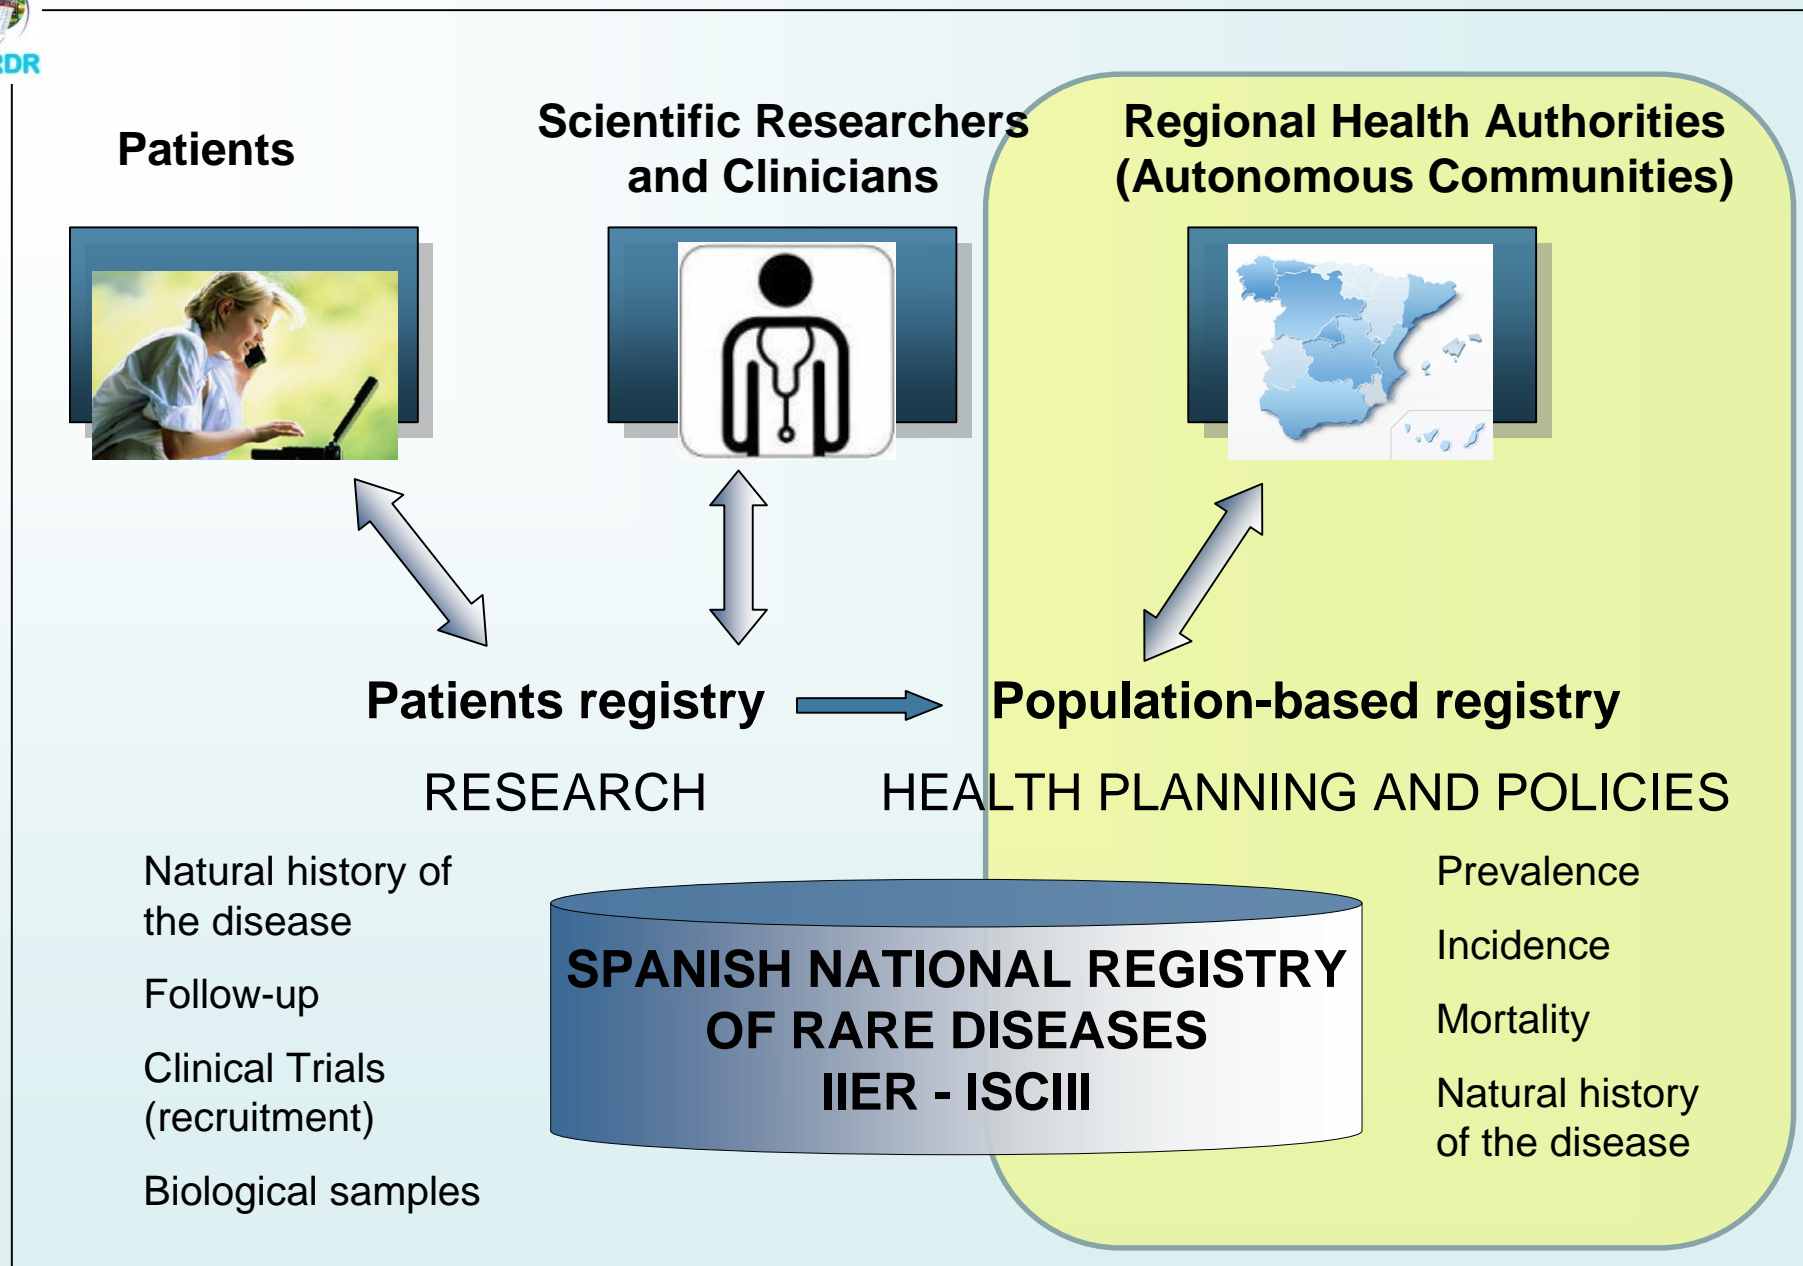 Patients
Scientific Researchers
and Clinicians
Regional Health Authorities
(Autonomous Communities)
Patients registry
Population-based registry
RESEARCH
HEALTH PLANNING AND POLICIES
Natural history of
the disease
Follow-up
Clinical Trials
(recruitment)
Biological samples
SPANISH NATIONAL REGISTRY
OF RARE DISEASES
IIER - ISCIII
Prevalence
Incidence
Mortality
Natural history
of the disease